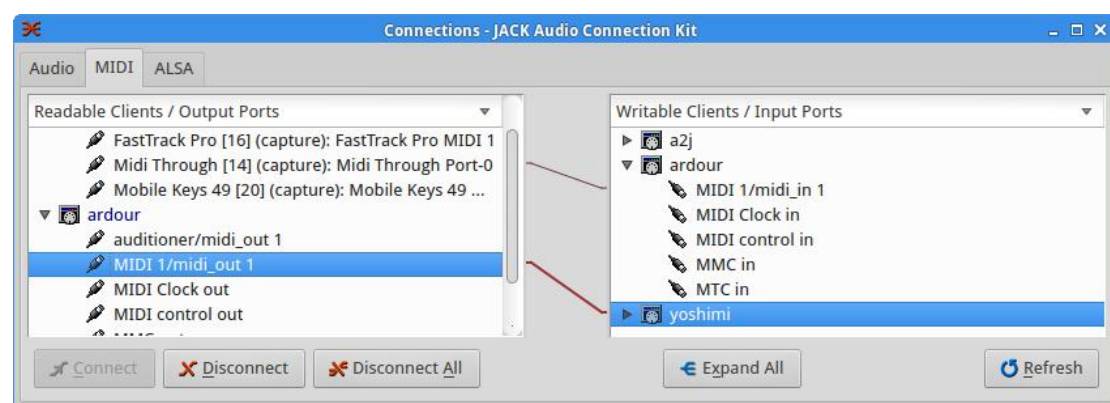 Connections - JACK Audio Connection Kit
Audio MIDI ALSA
Readable Clients / Output Ports
FastTrack Pro [16] (capture): FastTrack Pro MIDI 1
Midi Through [14] (capture): Midi Through Port-0
Mobile Keys 49 [20] (capture): Mobile Keys 49 ...
ardour
auditioner/midi_out 1
MIDI 1/midi_out 1
MIDI Clock out
MIDI control out
Writable Clients / Input Ports
a2j
ardour
MIDI 1/midi_in 1
MIDI Clock in
MIDI control in
MMC in
MTC in
yoshimi
Connect Disconnect Disconnect All Expand All Refresh